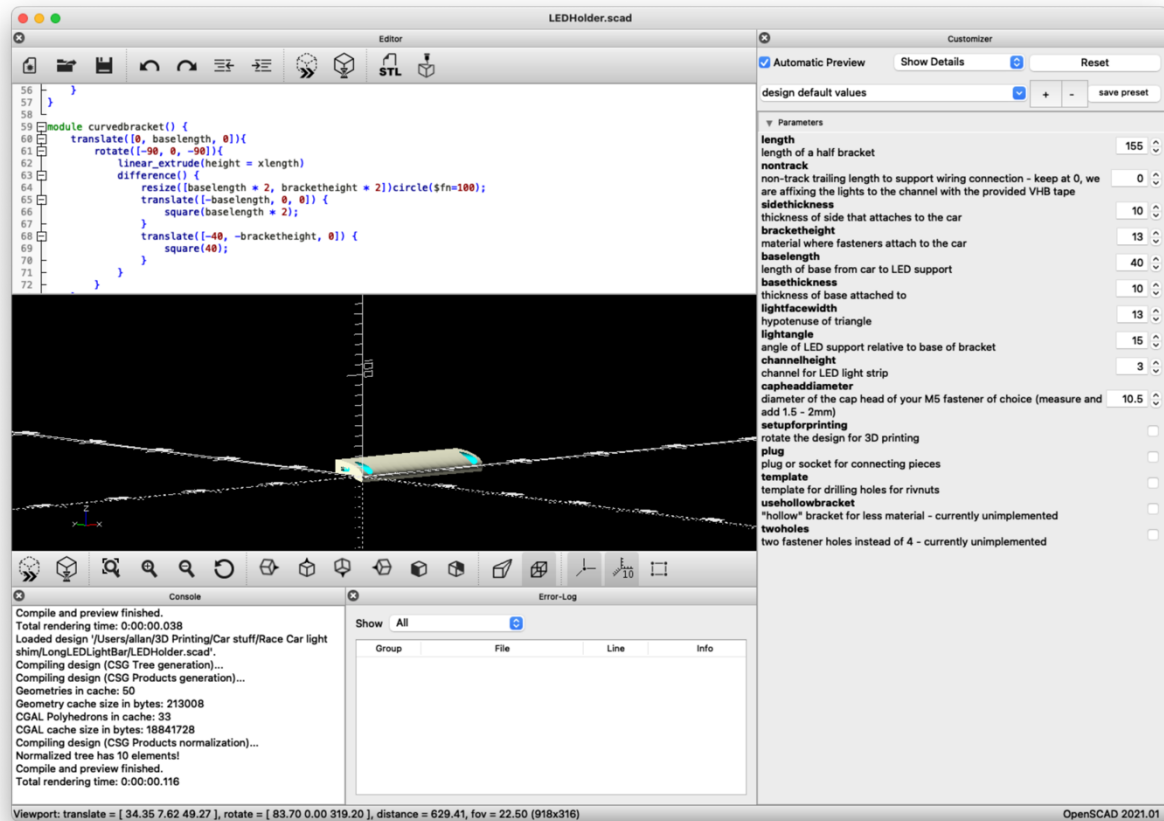 LEDHolder.scad
Editor
STL
56 }
57 }
58
59 module curvedbracket() {
60 translate([0, baselength, 0]){
61 rotate([-90, 0, -90]){
62 linear_extrude(height = xlength)
63 difference() {
64 resize([baselength * 2, bracketheight * 2])circle($fn=100);
65 translate([-baselength, 0, 0]) {
66 square(baselength * 2);
67 }
68 translate([-40, -bracketheight, 0]) {
69 square(40);
70 }
71 }
72 }
100
Z
Y X
10
Console
Compile and preview finished.
Total rendering time: 0:00:00.038
Loaded design '/Users/allan/3D Printing/Car stuff/Race Car light
shim/LongLEDLightBar/LEDHolder.scad'.
Compiling design (CSG Tree generation)...
Compiling design (CSG Products generation)...
Geometries in cache: 50
Geometry cache size in bytes: 213008
CGAL Polyhedrons in cache: 33
CGAL cache size in bytes: 18841728
Compiling design (CSG Products normalization)...
Normalized tree has 10 elements!
Compile and preview finished.
Total rendering time: 0:00:00.116
Error-Log
Show All
Group File Line Info
Customizer
Automatic Preview Show Details Reset
design default values + - save preset
Parameters
length
length of a half bracket 155
nontrack
non-track trailing length to support wiring connection - keep at 0, we 0
are affixing the lights to the channel with the provided VHB tape
sidethickness
thickness of side that attaches to the car 10
bracketheight
material where fasteners attach to the car 13
baselength
length of base from car to LED support 40
basethickness
thickness of base attached to 10
lightfacewidth
hypotenuse of triangle 13
lightangle
angle of LED support relative to base of bracket 15
channelheight
channel for LED light strip 3
capheaddiameter
diameter of the cap head of your M5 fastener of choice (measure and 10.5
add 1.5 - 2mm)
setupforprinting
rotate the design for 3D printing
plug
plug or socket for connecting pieces
template
template for drilling holes for rivnuts
usehollowbracket
"hollow" bracket for less material - currently unimplemented
twoholes
two fastener holes instead of 4 - currently unimplemented
Viewport: translate = [ 34.35 7.62 49.27 ], rotate = [ 83.70 0.00 319.20 ], distance = 629.41, fov = 22.50 (918x316)
OpenSCAD 2021.01